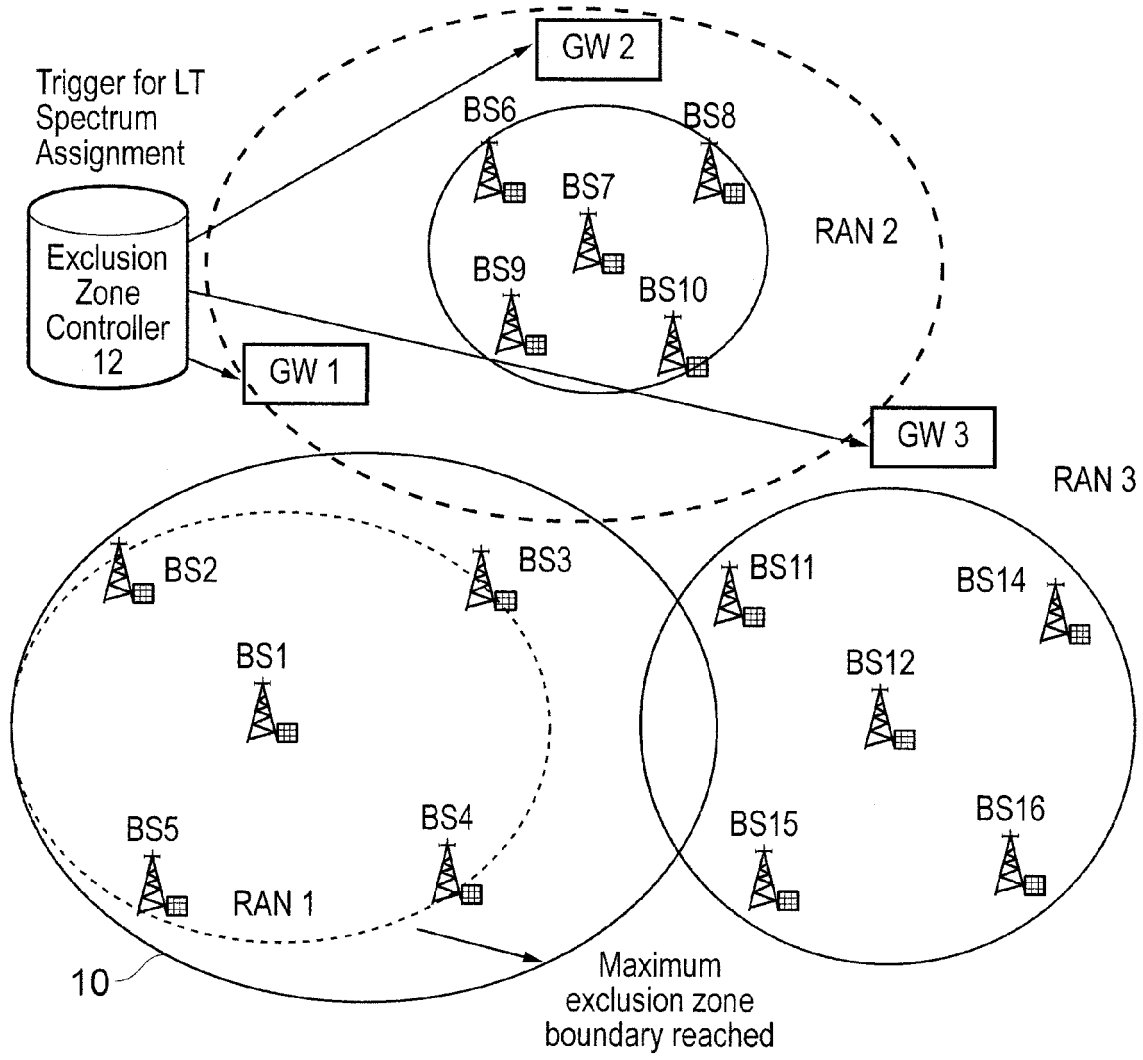 GW 2
Trigger for LT
Spectrum
Assignment
BS6
BS8
BS7
RAN 2
Exclusion
Zone
Controller
12
BS9
BS10
GW 1
GW 3
RAN 3
BS2
BS3
BS11
BS14
BS1
BS12
BS5
BS4
BS15
BS16
RAN 1
10
Maximum
exclusion zone
boundary reached